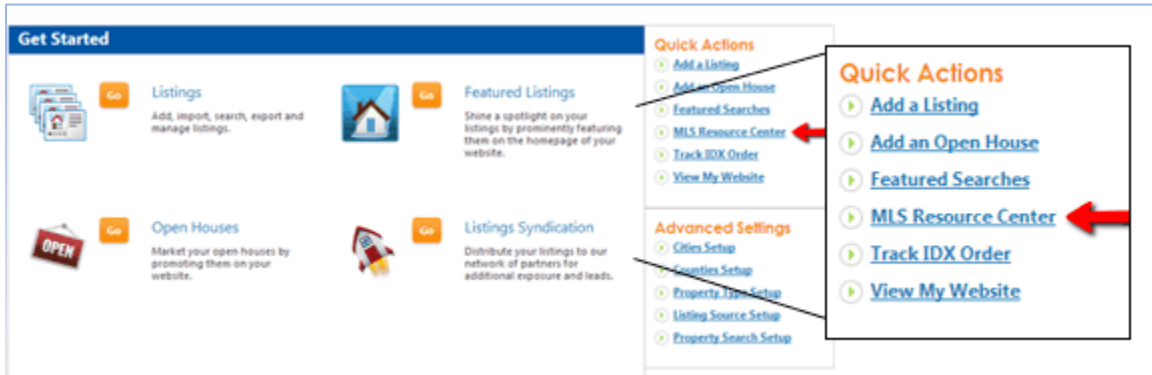 Get Started
Go
Listings
Add, import, search, export and
manage listings.
Go
Featured Listings
Shine a spotlight on your
listings by prominently featuring
them on the homepage of your
website.
OPEN
Go
Open Houses
Market your open houses by
promoting them on your
website.
Go
Listings Syndication
Distribute your listings to our
network of partners for
additional exposure and leads.
Quick Actions
Add a Listing
Add an Open House
Featured Searches
MLS Resource Center
Track IDX Order
View My Website
Advanced Settings
Cities Setup
Counties Setup
Property Type Setup
Listing Source Setup
Property Search Setup
Quick Actions
Add a Listing
Add an Open House
Featured Searches
MLS Resource Center
Track IDX Order
View My Website